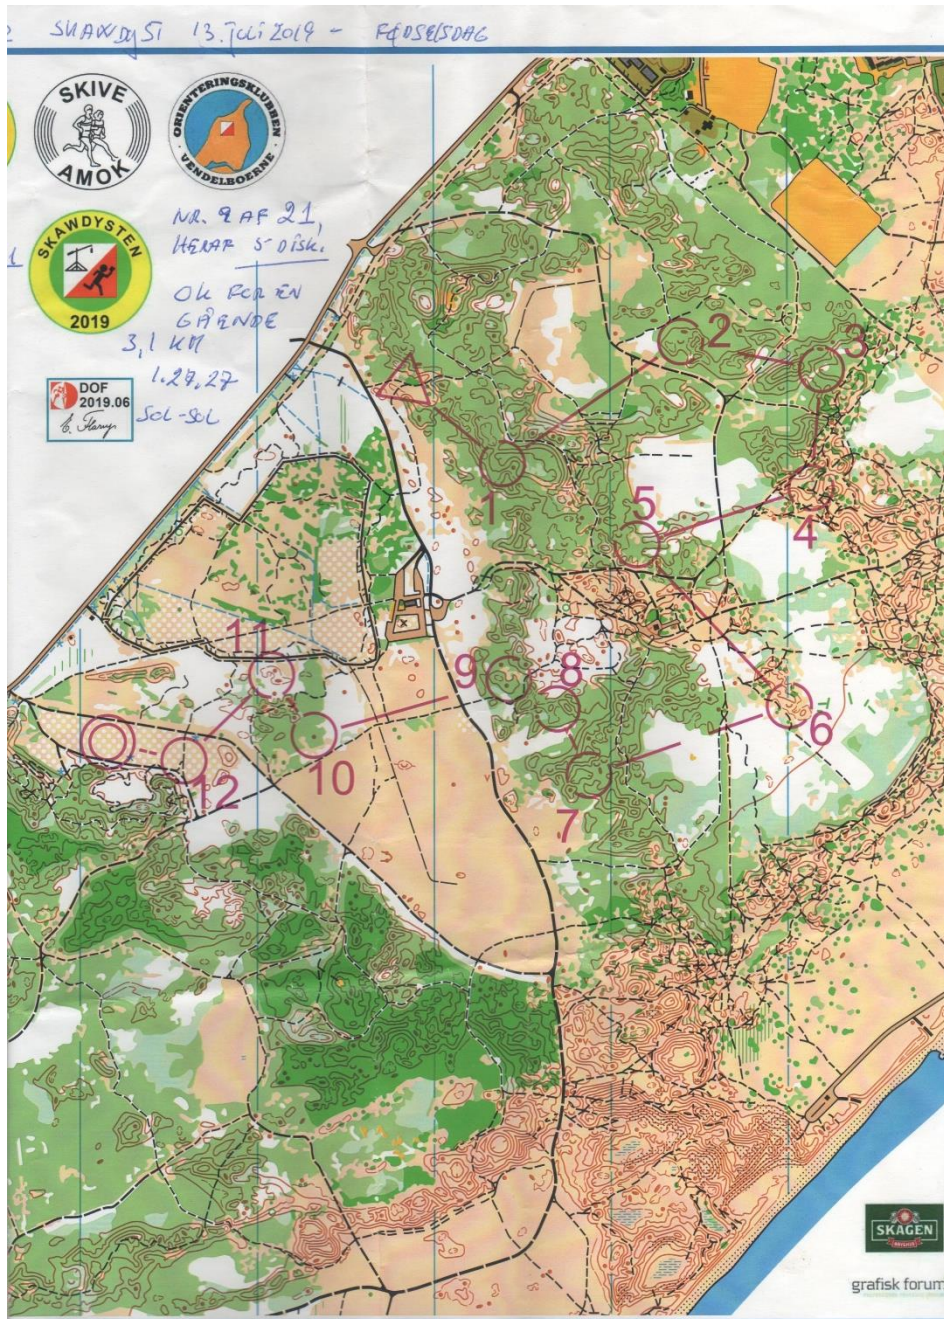 SKAWDYST 13. juli 2019 - FØDSELSDAG
SKIVE
AMOK
ORIENTERINGSKLUBBEN
VENDELBOERNE
NR. 9 AF 21,
HERAF 5 DISK.
SKAWDYSTEN
2019
OK FOR EN
GÅENDE
3,1 KM
1.27,27
SOL-SOL
DOF
2019.06
1
2
3
4
5
6
7
8
9
10
11
12
SKAGEN
grafisk forum